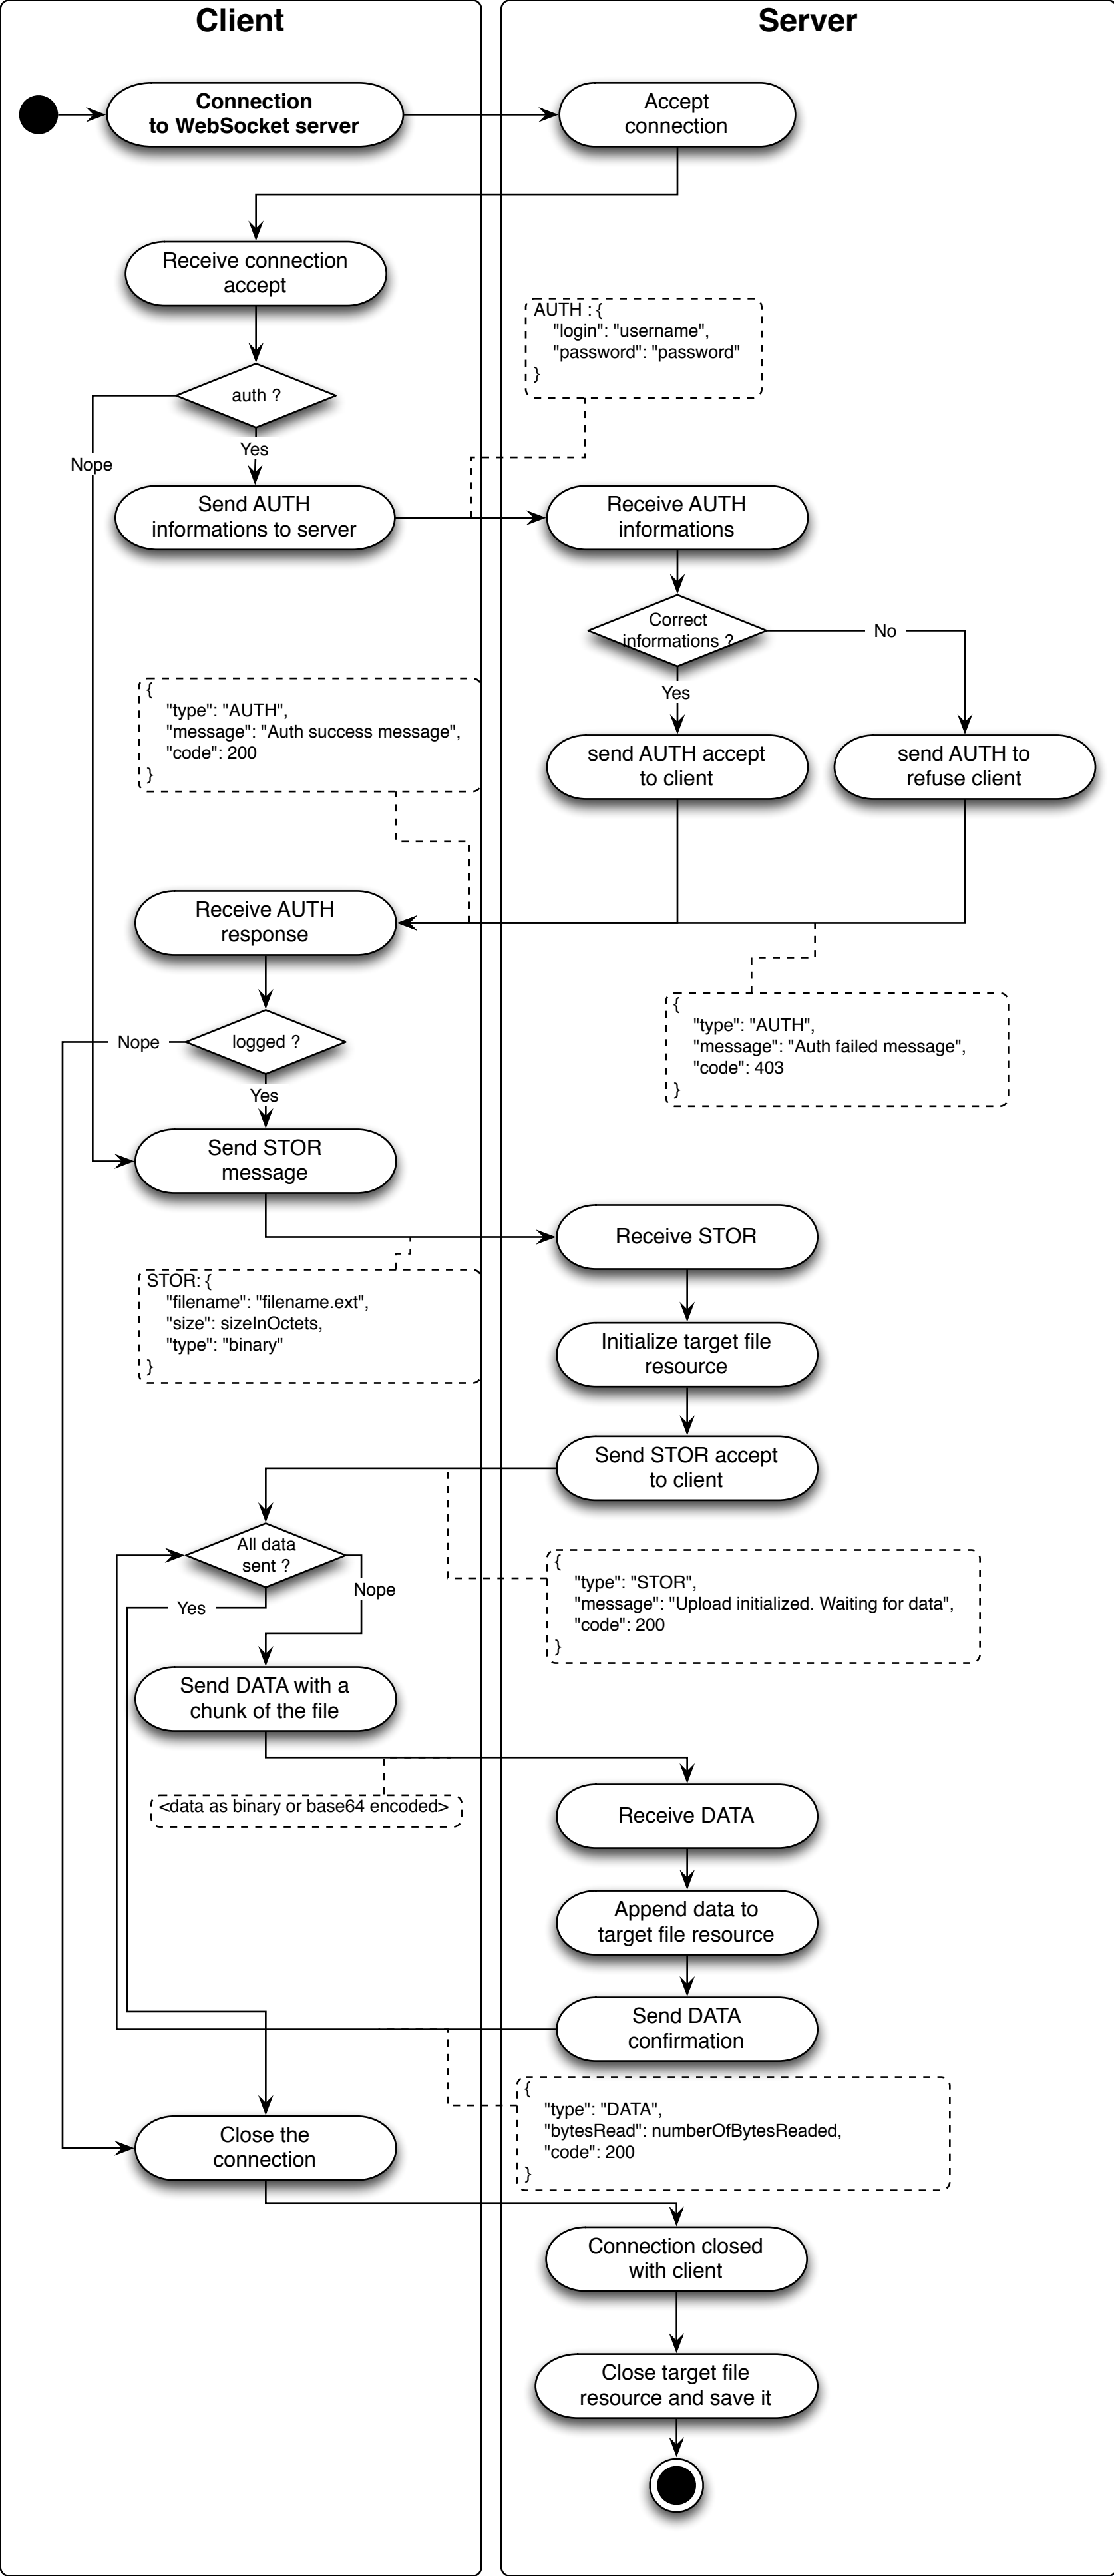 Client
Server
Connection
to WebSocket server
Accept
connection
Receive connection
accept
AUTH : {
"login": "username",
"password": "password"
}
auth ?
Yes
Nope
Send AUTH
informations to server
Receive AUTH
informations
Correct
informations ?
No
Yes
{
"type": "AUTH",
"message": "Auth success message",
"code": 200
}
send AUTH accept
to client
send AUTH to
refuse client
Receive AUTH
response
{
"type": "AUTH",
"message": "Auth failed message",
"code": 403
}
logged ?
Nope
Yes
Send STOR
message
Receive STOR
STOR: {
"filename": "filename.ext",
"size": sizeInOctets,
"type": "binary"
}
Initialize target file
resource
Send STOR accept
to client
All data
sent ?
Nope
Yes
{
"type": "STOR",
"message": "Upload initialized. Waiting for data",
"code": 200
}
Send DATA with a
chunk of the file
<data as binary or base64 encoded>
Receive DATA
Append data to
target file resource
Send DATA
confirmation
{
"type": "DATA",
"bytesRead": numberOfBytesReaded,
"code": 200
}
Close the
connection
Connection closed
with client
Close target file
resource and save it